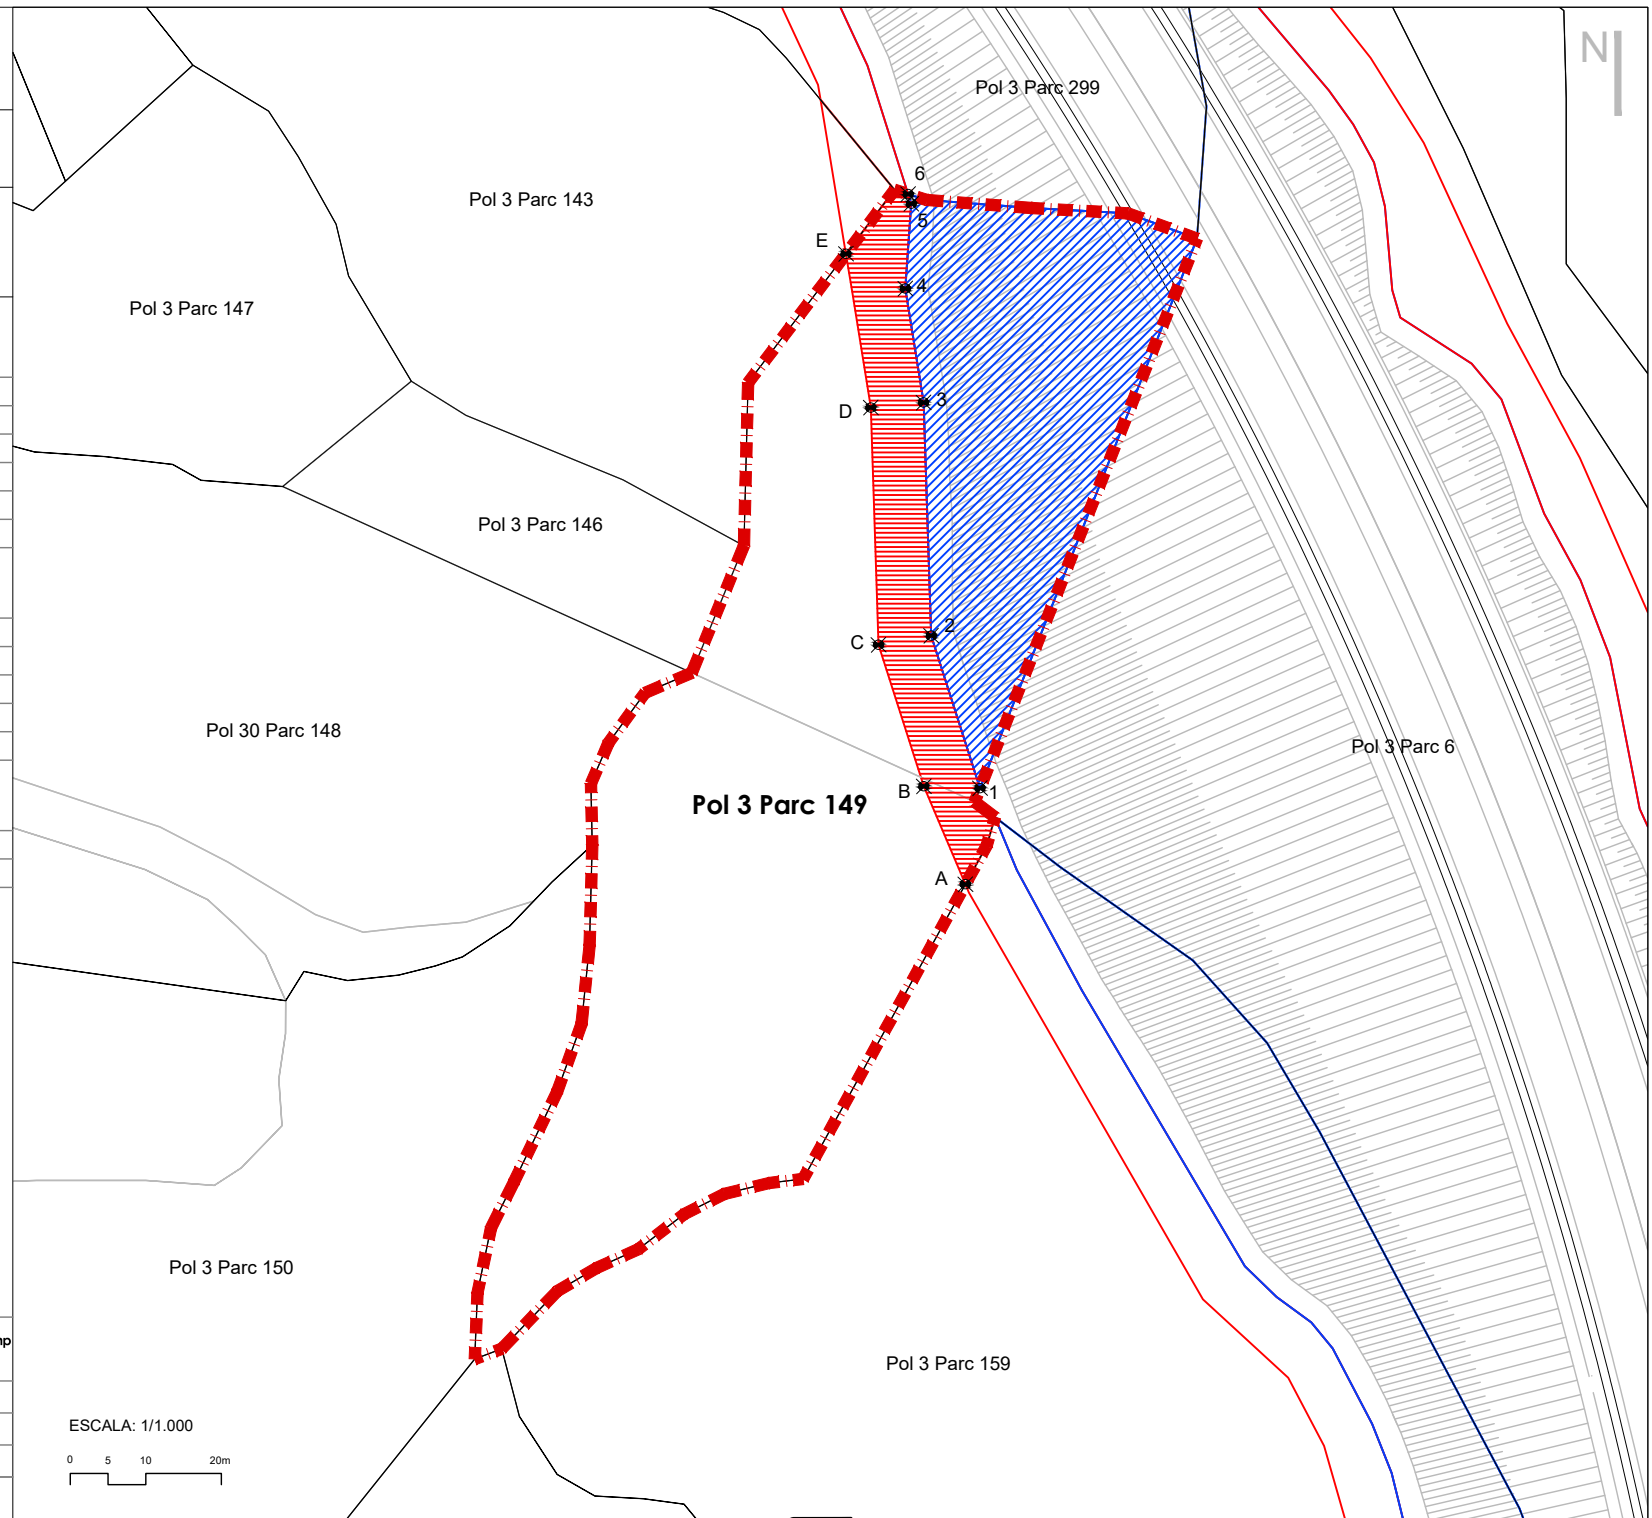 N
Pol 3 Parc 299
6
Pol 3 Parc 143
5
E
4
Pol 3 Parc 147
3
D
Pol 3 Parc 146
2
C
Pol 30 Parc 148
Pol 3 Parc 6
1
B
Pol 3 Parc 149
A
Pol 3 Parc 150
Pol 3 Parc 159
ESCALA: 1/1.000
0 5 10 20m